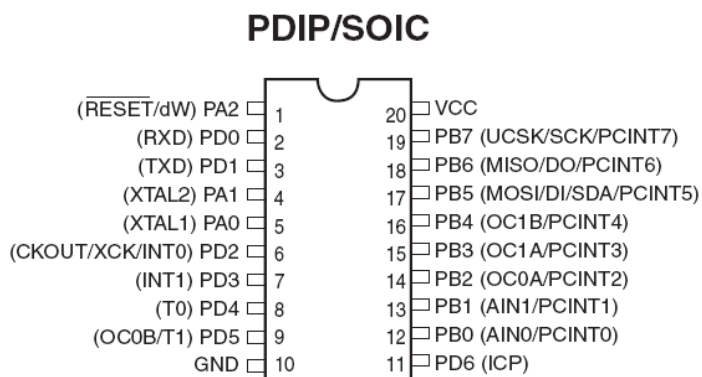 PDIP/SOIC
(RESET/dW) PA2 1 20 VCC
(RXD) PD0 2 19 PB7 (UCSK/SCK/PCINT7)
(TXD) PD1 3 18 PB6 (MISO/DO/PCINT6)
(XTAL2) PA1 4 17 PB5 (MOSI/DI/SDA/PCINT5)
(XTAL1) PA0 5 16 PB4 (OC1B/PCINT4)
(CKOUT/XCK/INT0) PD2 6 15 PB3 (OC1A/PCINT3)
(INT1) PD3 7 14 PB2 (OC0A/PCINT2)
(T0) PD4 8 13 PB1 (AIN1/PCINT1)
(OC0B/T1) PD5 9 12 PB0 (AIN0/PCINT0)
GND 10 11 PD6 (ICP)